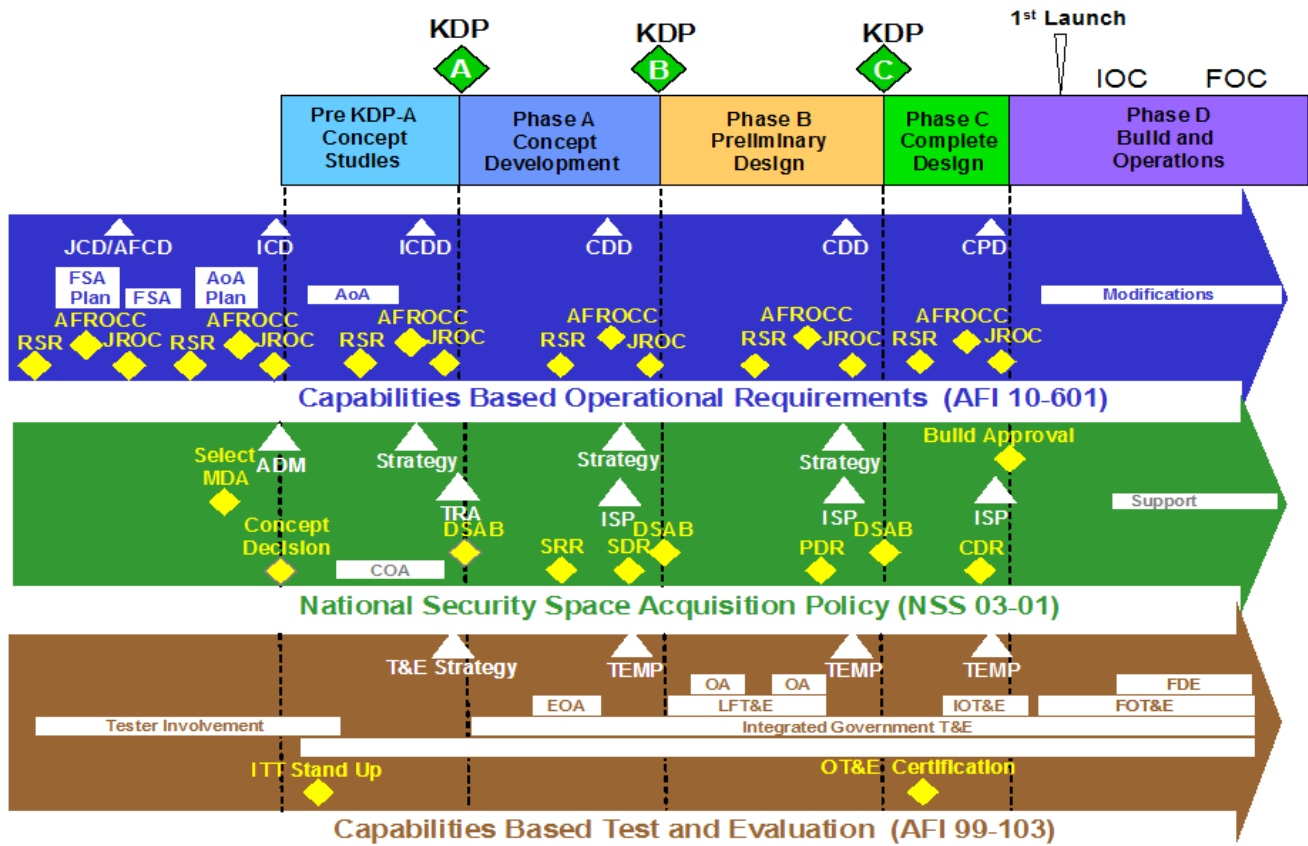 1st Launch
KDP
KDP
KDP
A
B
C
IOC
FOC
Pre KDP-A
Concept
Studies
Phase A
Concept
Development
Phase B
Preliminary
Design
Phase C
Complete
Design
Phase D
Build and
Operations
JCD/AFCD
ICD
ICDD
CDD
CDD
CPD
FSA
Plan
FSA
AoA
Plan
AoA
Modifications
AFROCC
AFROCC
AFROCC
AFROCC
AFROCC
AFROCC
RSR
JROC
RSR
JROC
RSR
JROC
RSR
JROC
RSR
RSR
JROC
Capabilities Based Operational Requirements (AFI 10-601)
Select
MDA
ADM
Strategy
Strategy
Strategy
Build Approval
TRA
ISP
ISP
ISP
Support
Concept
Decision
DSAB
DSAB
DSAB
COA
SRR
SDR
PDR
CDR
National Security Space Acquisition Policy (NSS 03-01)
T&E Strategy
TEMP
TEMP
TEMP
OA
OA
FDE
EOA
LFT&E
IOT&E
FOT&E
Tester Involvement
Integrated Government T&E
ITT Stand Up
OT&E Certification
Capabilities Based Test and Evaluation (AFI 99-103)